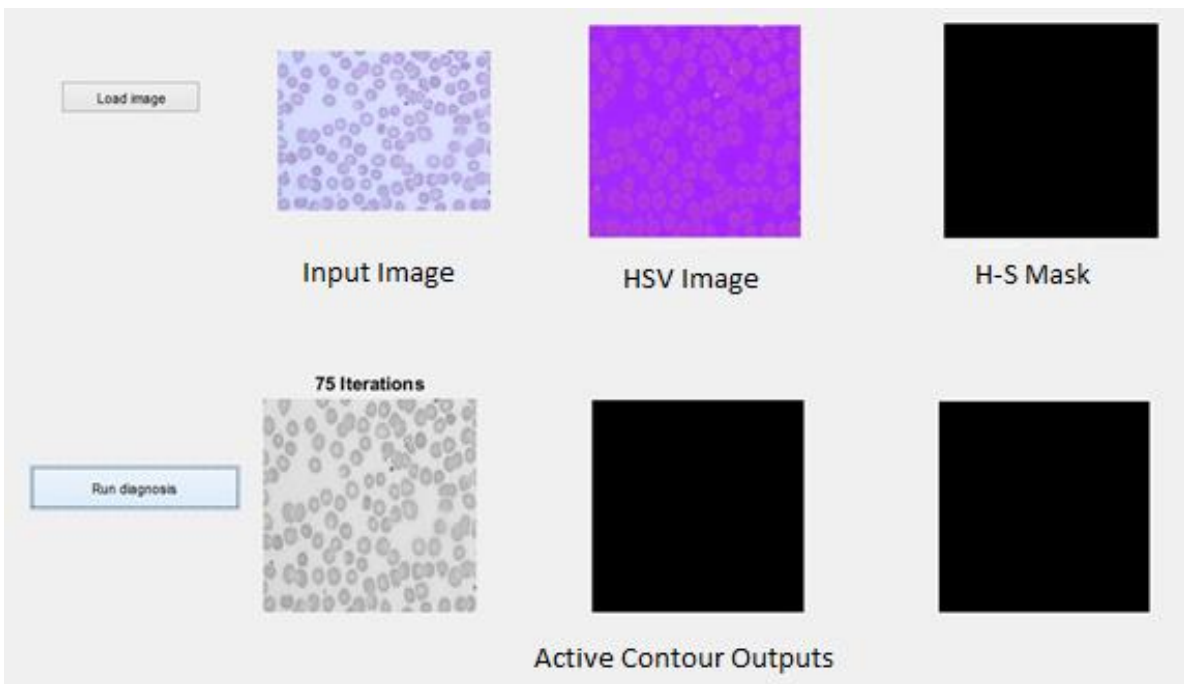 Load image
Input Image
HSV Image
H-S Mask
75 Iterations
Run diagnosis
Active Contour Outputs